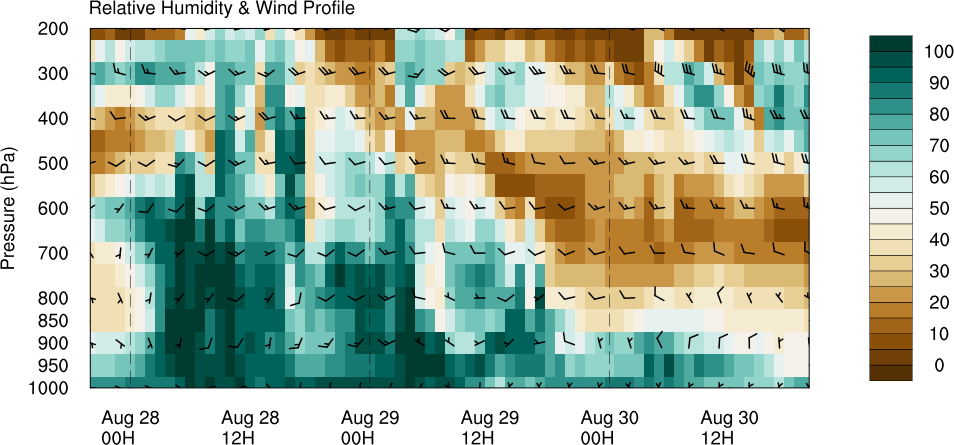 Relative Humidity & Wind Profile
Pressure (hPa)
200
300
400
500
600
700
800
850
900
950
1000
Aug 28
00H
Aug 28
12H
Aug 29
00H
Aug 29
12H
Aug 30
00H
Aug 30
12H
100
90
80
70
60
50
40
30
20
10
0